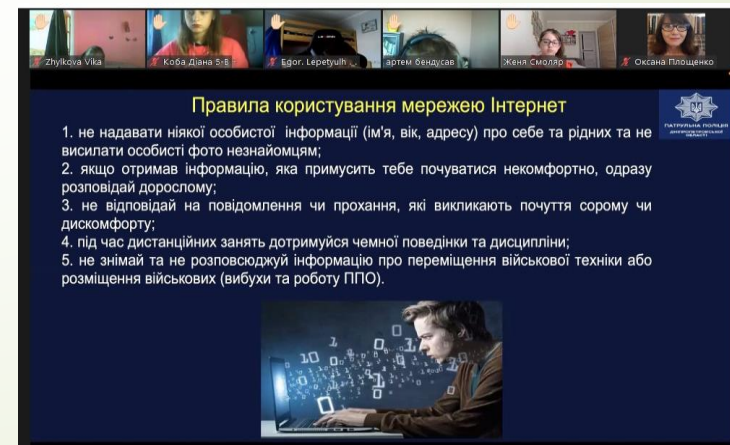 Zhylkova Vika
Коба Діана 5-В
Egor. Lepetyuih
артем бендусав
Женя Смоляр
Оксана Площенко
Правила користування мережею Інтернет
ПАТРУЛЬНА ПОЛІЦІЯ
ДНІПРОПЕТРОВСЬКОЇ
ОБЛАСТІ
1. не надавати ніякої особистої інформації (ім'я, вік, адресу) про себе та рідних та не
висилати особисті фото незнайомцям;
2. якщо отримав інформацію, яка примусить тебе почуватися некомфортно, одразу
розповідай дорослому;
3. не відповідай на повідомлення чи прохання, які викликають почуття сорому чи
дискомфорту;
4. під час дистанційних занять дотримуйся чемної поведінки та дисципліни;
5. не знімай та не розповсюджуй інформацію про переміщення військової техніки або
розміщення військових (вибухи та роботу ППО).